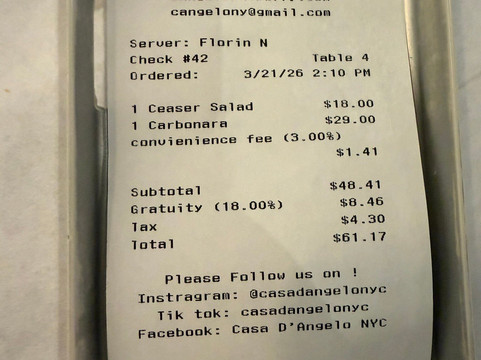 cangelony@gmail.com
Server: Florin N
Check #42 Table 4
Ordered: 3/21/26 2:10 PM
1 Ceaser Salad $18.00
1 Carbonara $29.00
convienience fee (3.00%)
$1.41
Subtotal $48.41
Gratuity (18.00%) $8.46
Tax $4.30
Total $61.17
Please Follow us on !
Instragram: @casadangelonyc
Tik tok: casadangelonyc
Facebook: Casa D'Angelo NYC